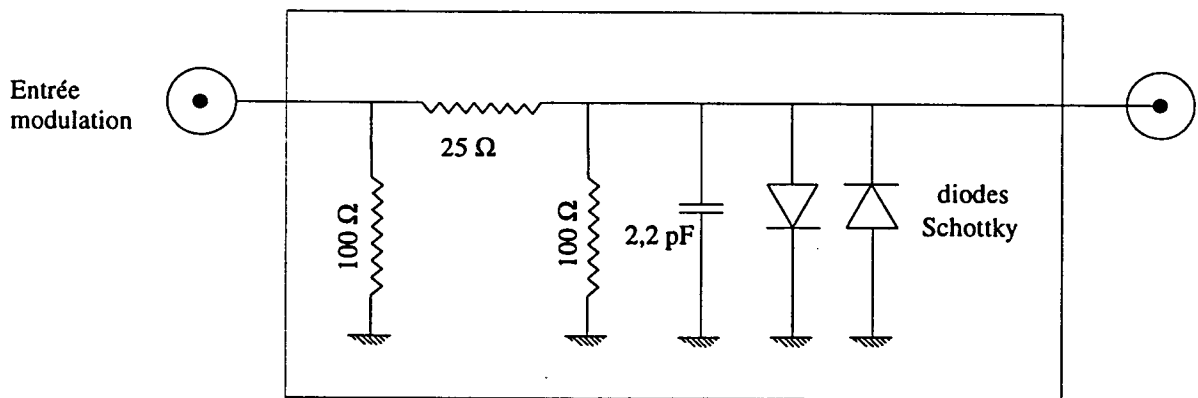 Entrée
modulation
25 Ω
100 Ω
100 Ω
2,2 pF
diodes
Schottky